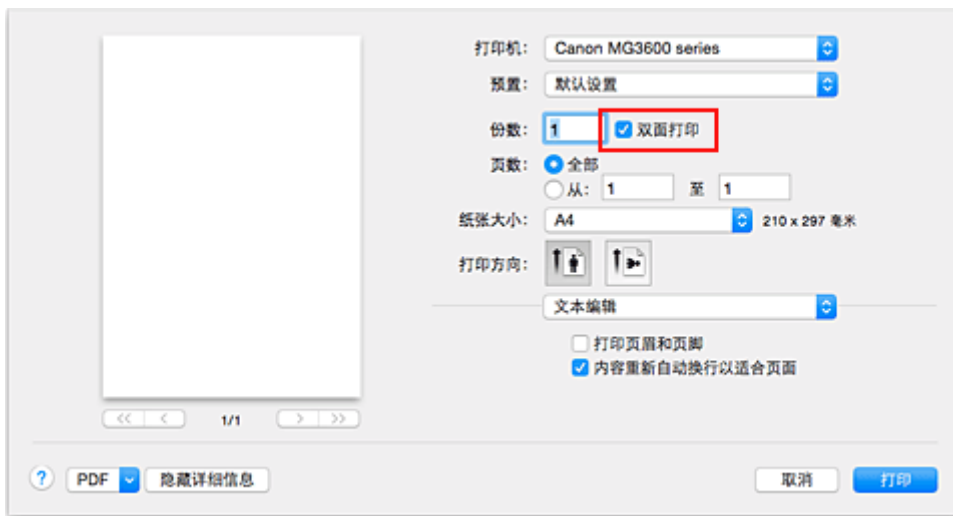 打印机: Canon MG3600 series
预置: 默认设置
份数: 1 双面打印
页数: 全部
从: 1 至 1
纸张大小: A4 210 x 297 毫米
打印方向:
文本编辑
打印页眉和页脚
内容重新自动换行以适合页面
<< < 1/1 > >>
? PDF 隐藏详细信息 取消 打印